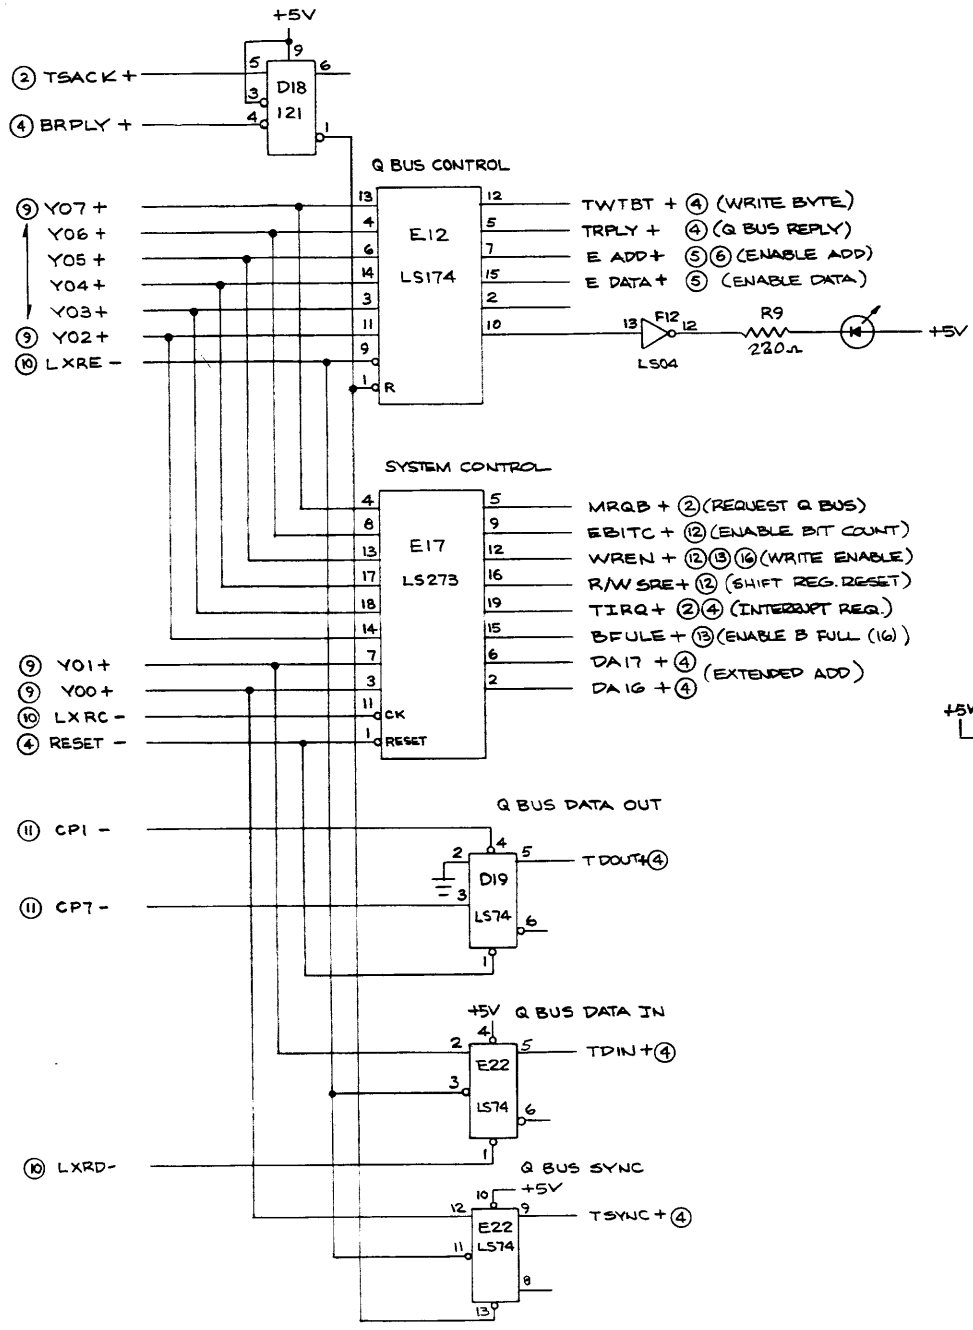 +5V
9
② TSACK + 5 D18 6
3 121
④ BRPLY + 4 1
Q BUS CONTROL
⑨ Y07 + 13 E12 12 TWTBT + ④ (WRITE BYTE)
Y06 + 4 LS174 5 TRPLY + ④ (Q BUS REPLY)
Y05 + 6 7 E ADD + ⑤ ⑥ (ENABLE ADD)
Y04 + 14 15 E DATA + ⑤ (ENABLE DATA)
Y03 + 3 2
⑨ Y02 + 11 10 13 F12 12 R9 +5V
LS04 230Ω
⑩ LXRE - 9
1 R
SYSTEM CONTROL
4 E17 5 MRQB + ② (REQUEST Q BUS)
8 LS273 9 EBITC + ⑫ (ENABLE BIT COUNT)
13 12 WREN + ⑫ ⑬ ⑯ (WRITE ENABLE)
17 16 R/W SRE + ⑫ (SHIFT REG. RESET)
18 19 TIRQ + ② ④ (INTERRUPT REQ.)
14 15 BFULE + ⑬ (ENABLE B FULL (16))
⑨ Y01 + 7 6 DA17 + ④ (EXTENDED ADD)
⑨ Y00 + 3 2 DA16 + ④
⑩ LXRC - 11 CK
④ RESET - 1 RESET
+5V
Q BUS DATA OUT
⑪ CP1 - 4
2 D19 5 TDOUT + ④
⑪ CP7 - 3 LS74 6
1
+5V Q BUS DATA IN
4
2 E22 5 TDIN + ④
3 LS74 6
⑩ LXRD - 1
Q BUS SYNC
10 +5V
12 E22 9 TSYNC + ④
11 LS74 8
13